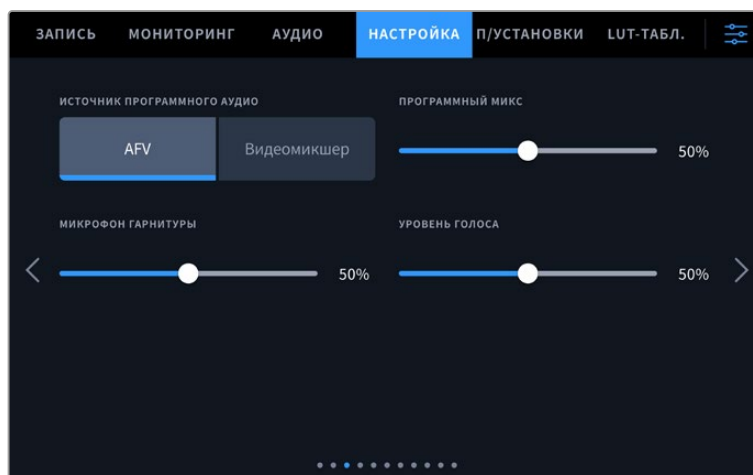 ЗАПИСЬ МОНИТОРИНГ АУДИО НАСТРОЙКА П/УСТАНОВКИ LUT-ТАБЛ.
ИСТОЧНИК ПРОГРАММНОГО АУДИО ПРОГРАММНЫЙ МИКС
AFV Видеомикшер 50%
МИКРОФОН ГАРНИТУРЫ УРОВЕНЬ ГОЛОСА
50% 50%